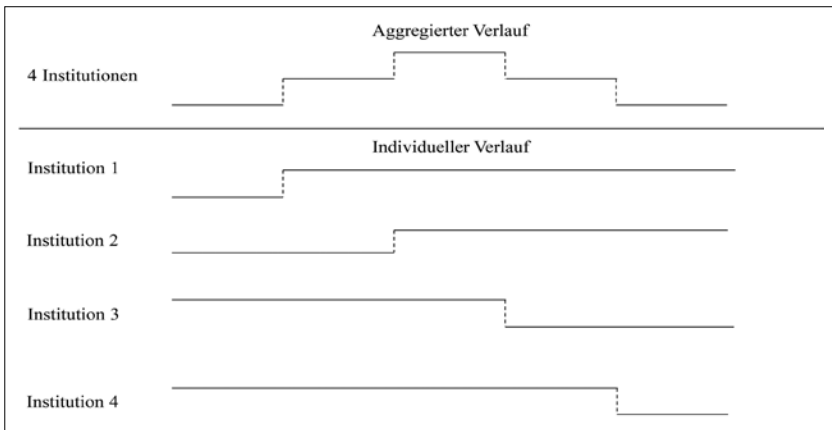 Aggregierter Verlauf
4 Institutionen
Individueller Verlauf
Institution 1
Institution 2
Institution 3
Institution 4